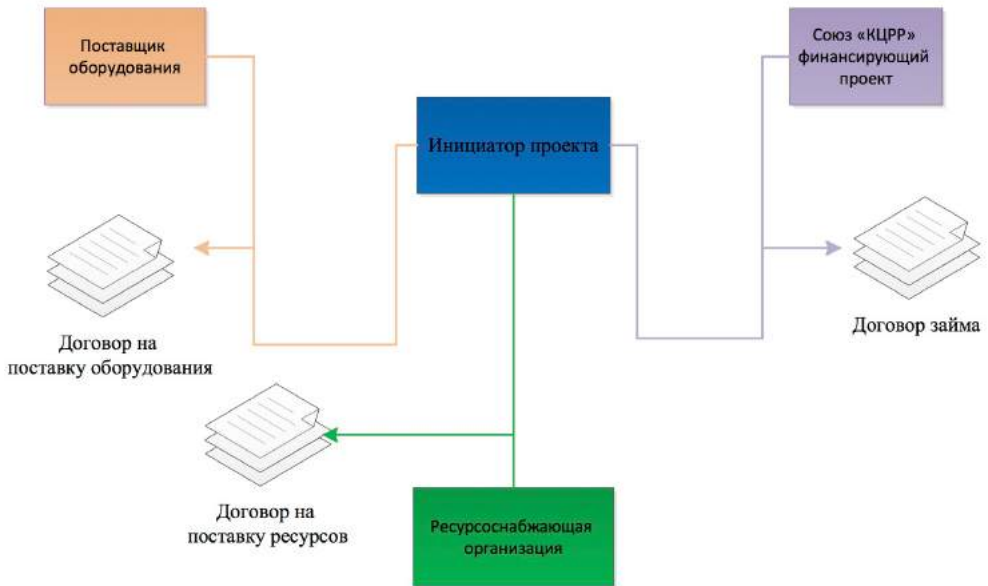 Поставщик
оборудования
Союз «КЦРР»
финансирующий
проект
Инициатор проекта
Договор на
поставку оборудования
Договор займа
Договор на
поставку ресурсов
Ресурсоснабжающая
организация